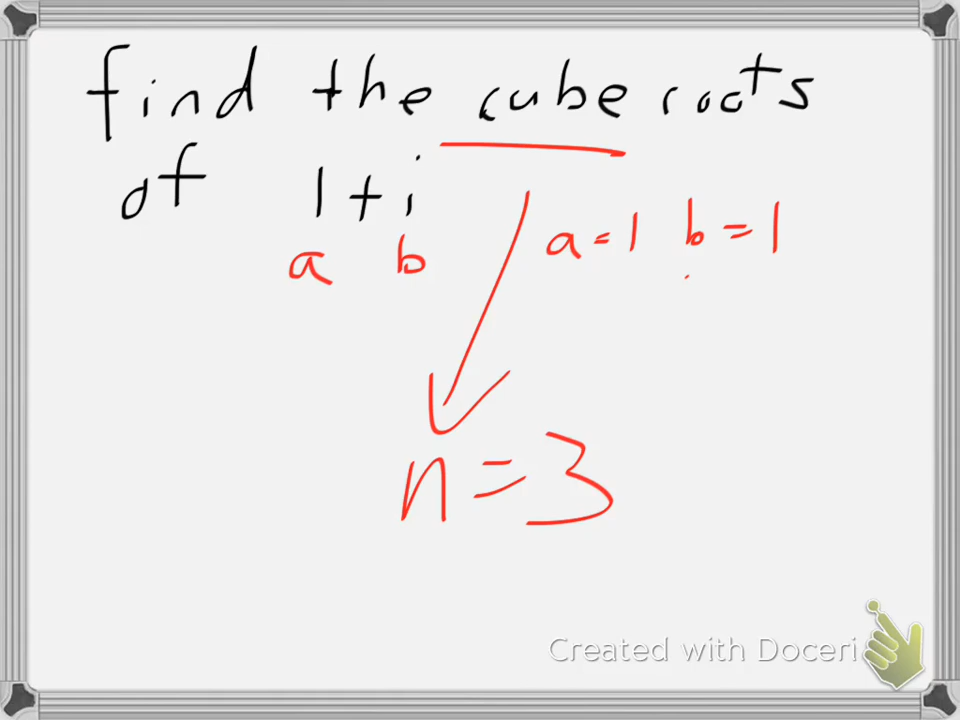 find the cube roots
of 1+i
a b a=1 b=1
n=3
Created with Doceri